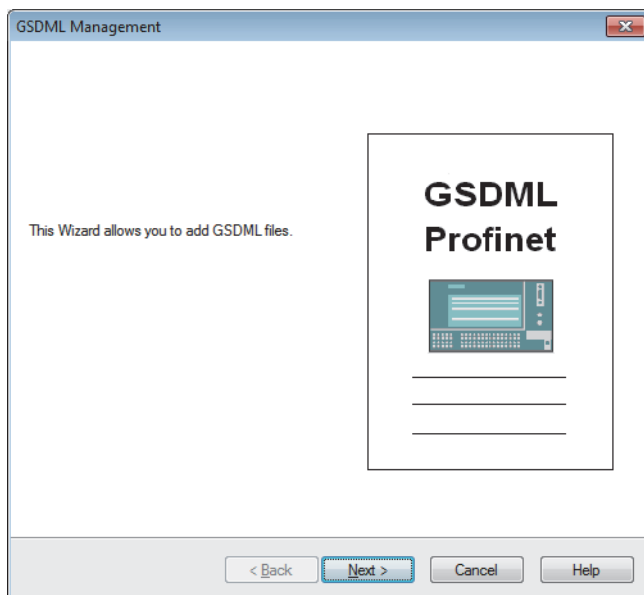 GSDML Management
This Wizard allows you to add GSDML files.
GSDML
Profinet
< Back
Next >
Cancel
Help